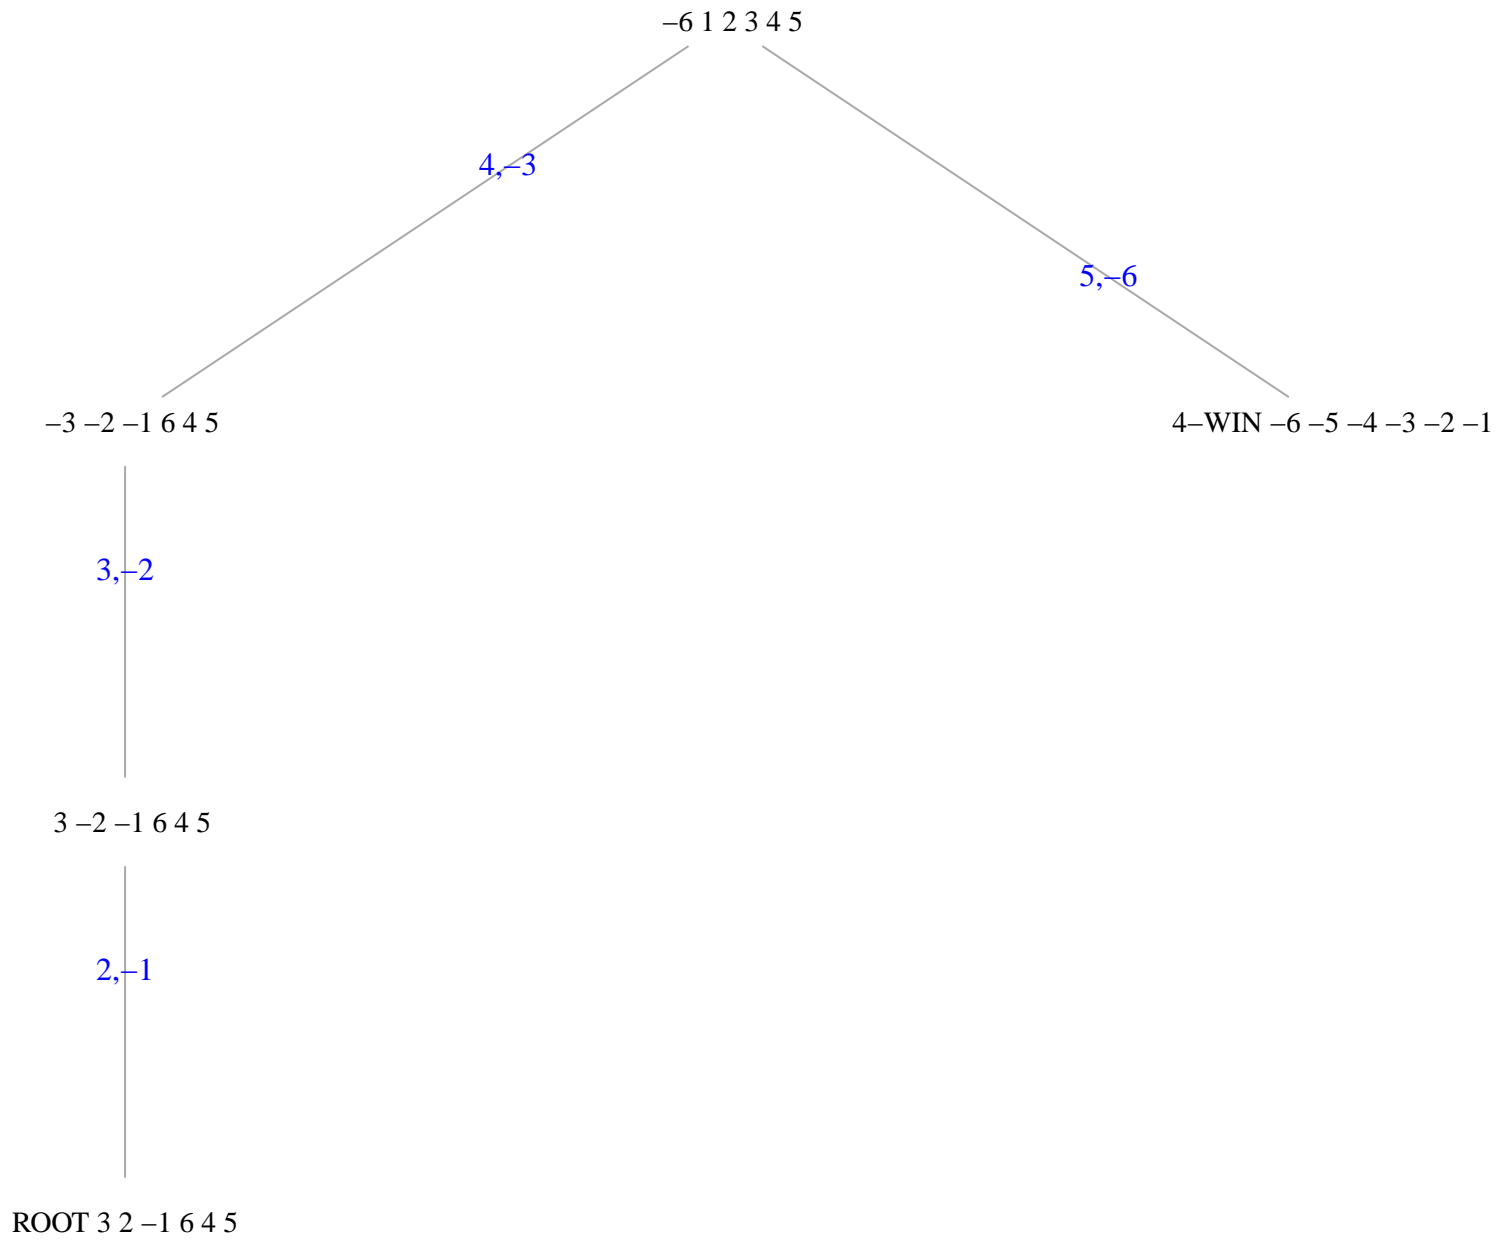 –6 1 2 3 4 5
4,–3
5,–6
–3 –2 –1 6 4 5
4–WIN –6 –5 –4 –3 –2 –1
3,–2
3 –2 –1 6 4 5
2,–1
ROOT 3 2 –1 6 4 5